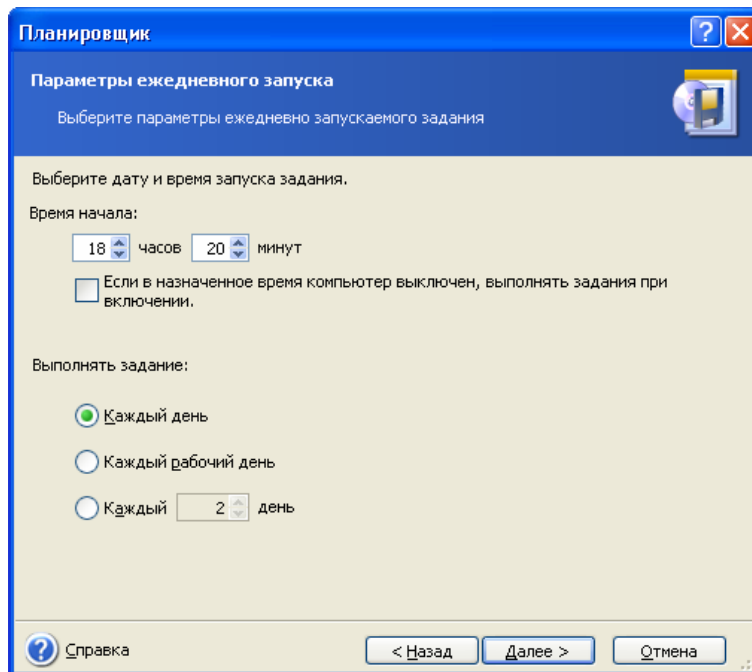 Планировщик
Параметры ежедневного запуска
Выберите параметры ежедневно запускаемого задания
Выберите дату и время запуска задания.
Время начала:
18 часов 20 минут
Если в назначенное время компьютер выключен, выполнять задания при
включении.
Выполнять задание:
Каждый день
Каждый рабочий день
Каждый 2 день
? Справка < Назад Далее > Отмена